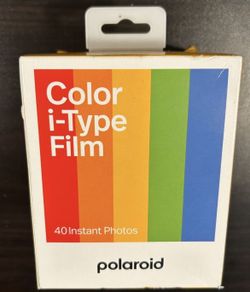 Color
i-Type
Film
40 Instant Photos
polaroid